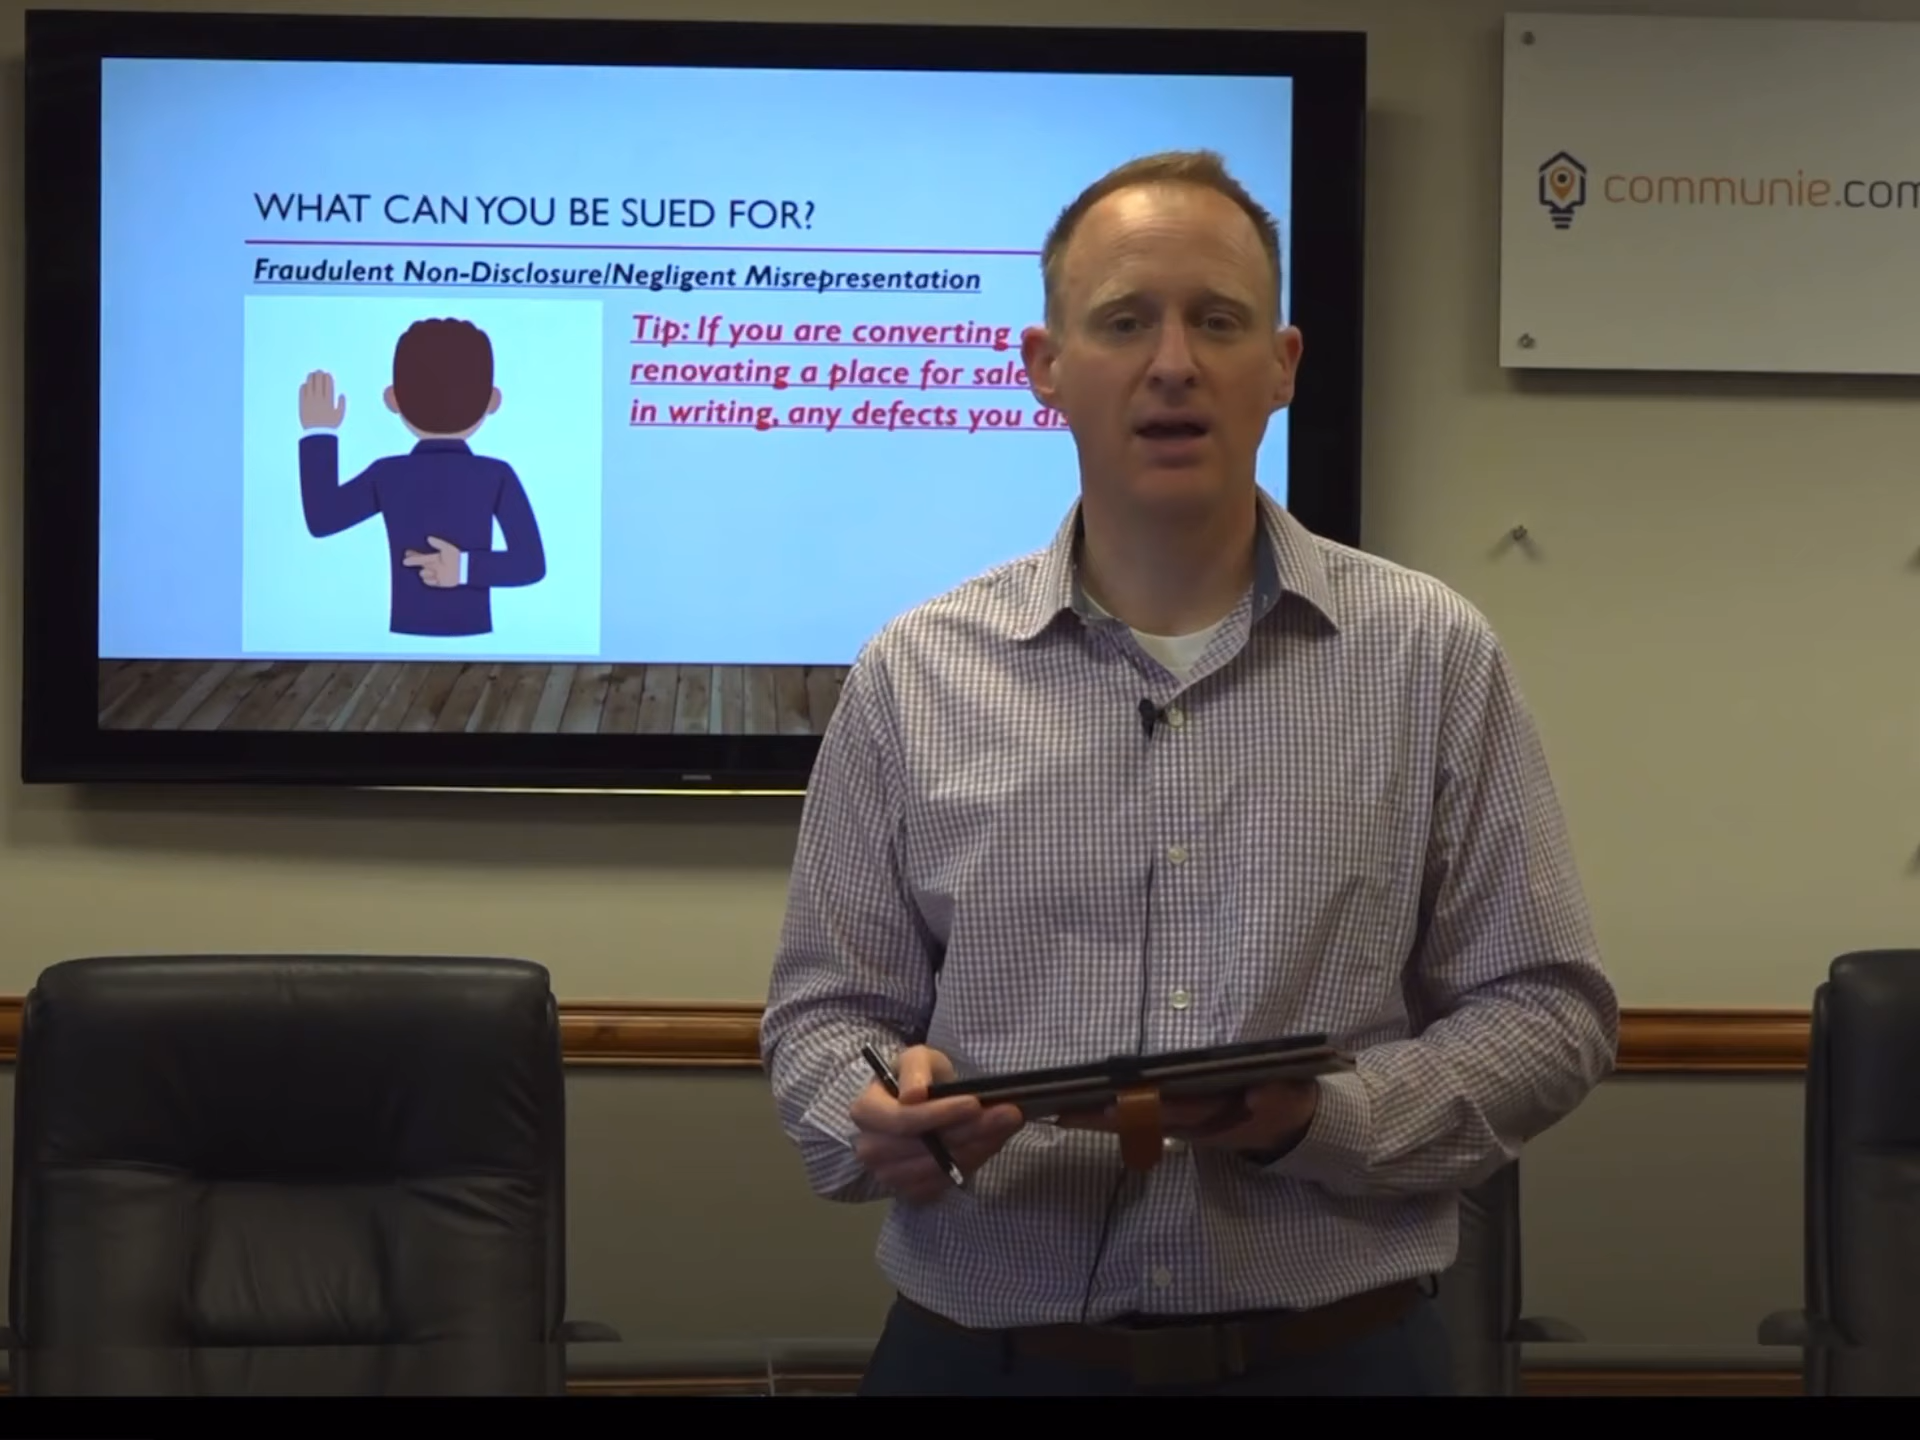 WHAT CAN YOU BE SUED FOR?
Fraudulent Non-Disclosure/Negligent Misrepresentation
Tip: If you are converting
renovating a place for sale
in writing, any defects you
communie.com